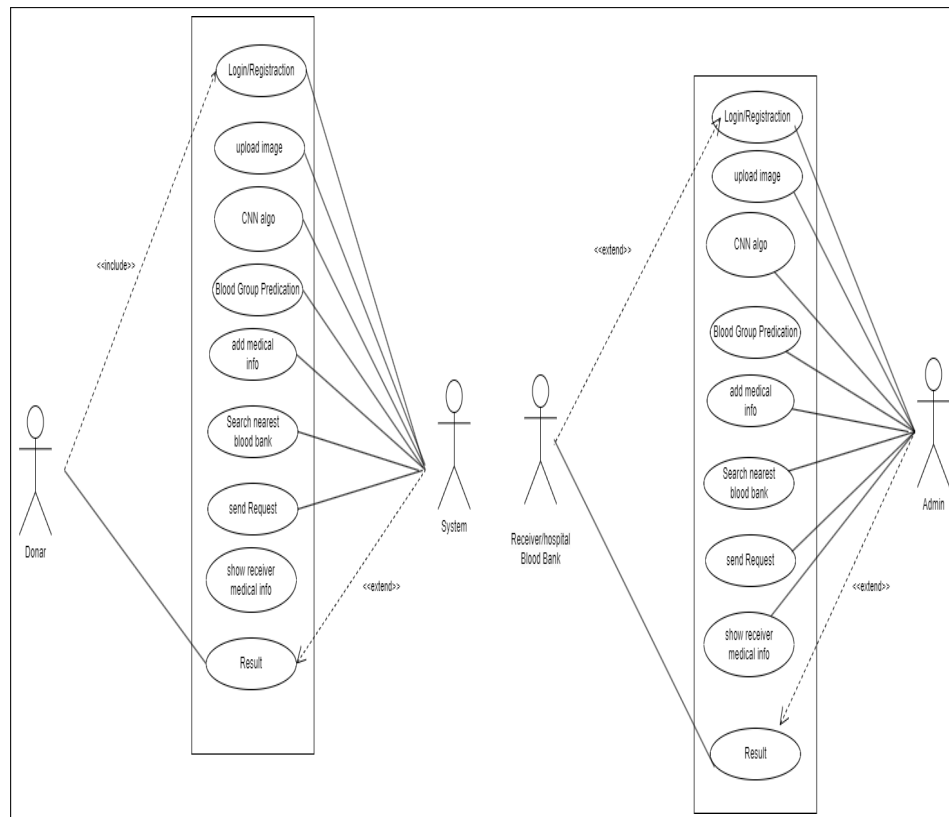 Login/Registraction
upload image
CNN algo
<<include>>
Blood Group Predication
add medical
info
Search nearest
blood bank
send Request
show receiver
medical info
Result
Donar
System
<<extend>>
Login/Registraction
upload image
CNN algo
<<extend>>
Blood Group Predication
add medical
info
Search nearest
blood bank
send Request
show receiver
medical info
Result
Receiver/hospital
Blood Bank
Admin
<<extend>>